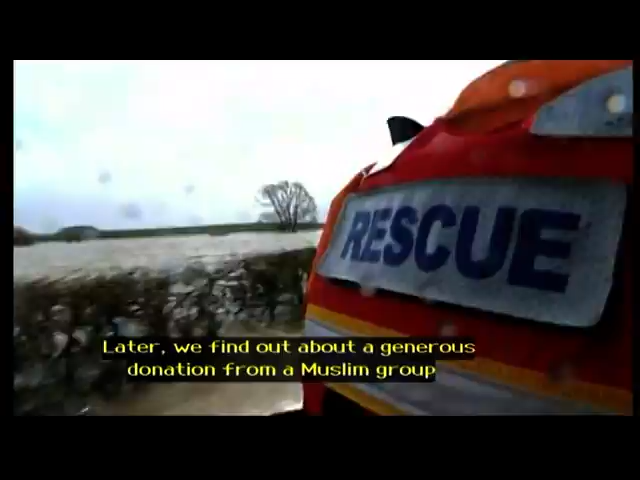 RESCUE
Later, we find out about a generous
donation from a Muslim group